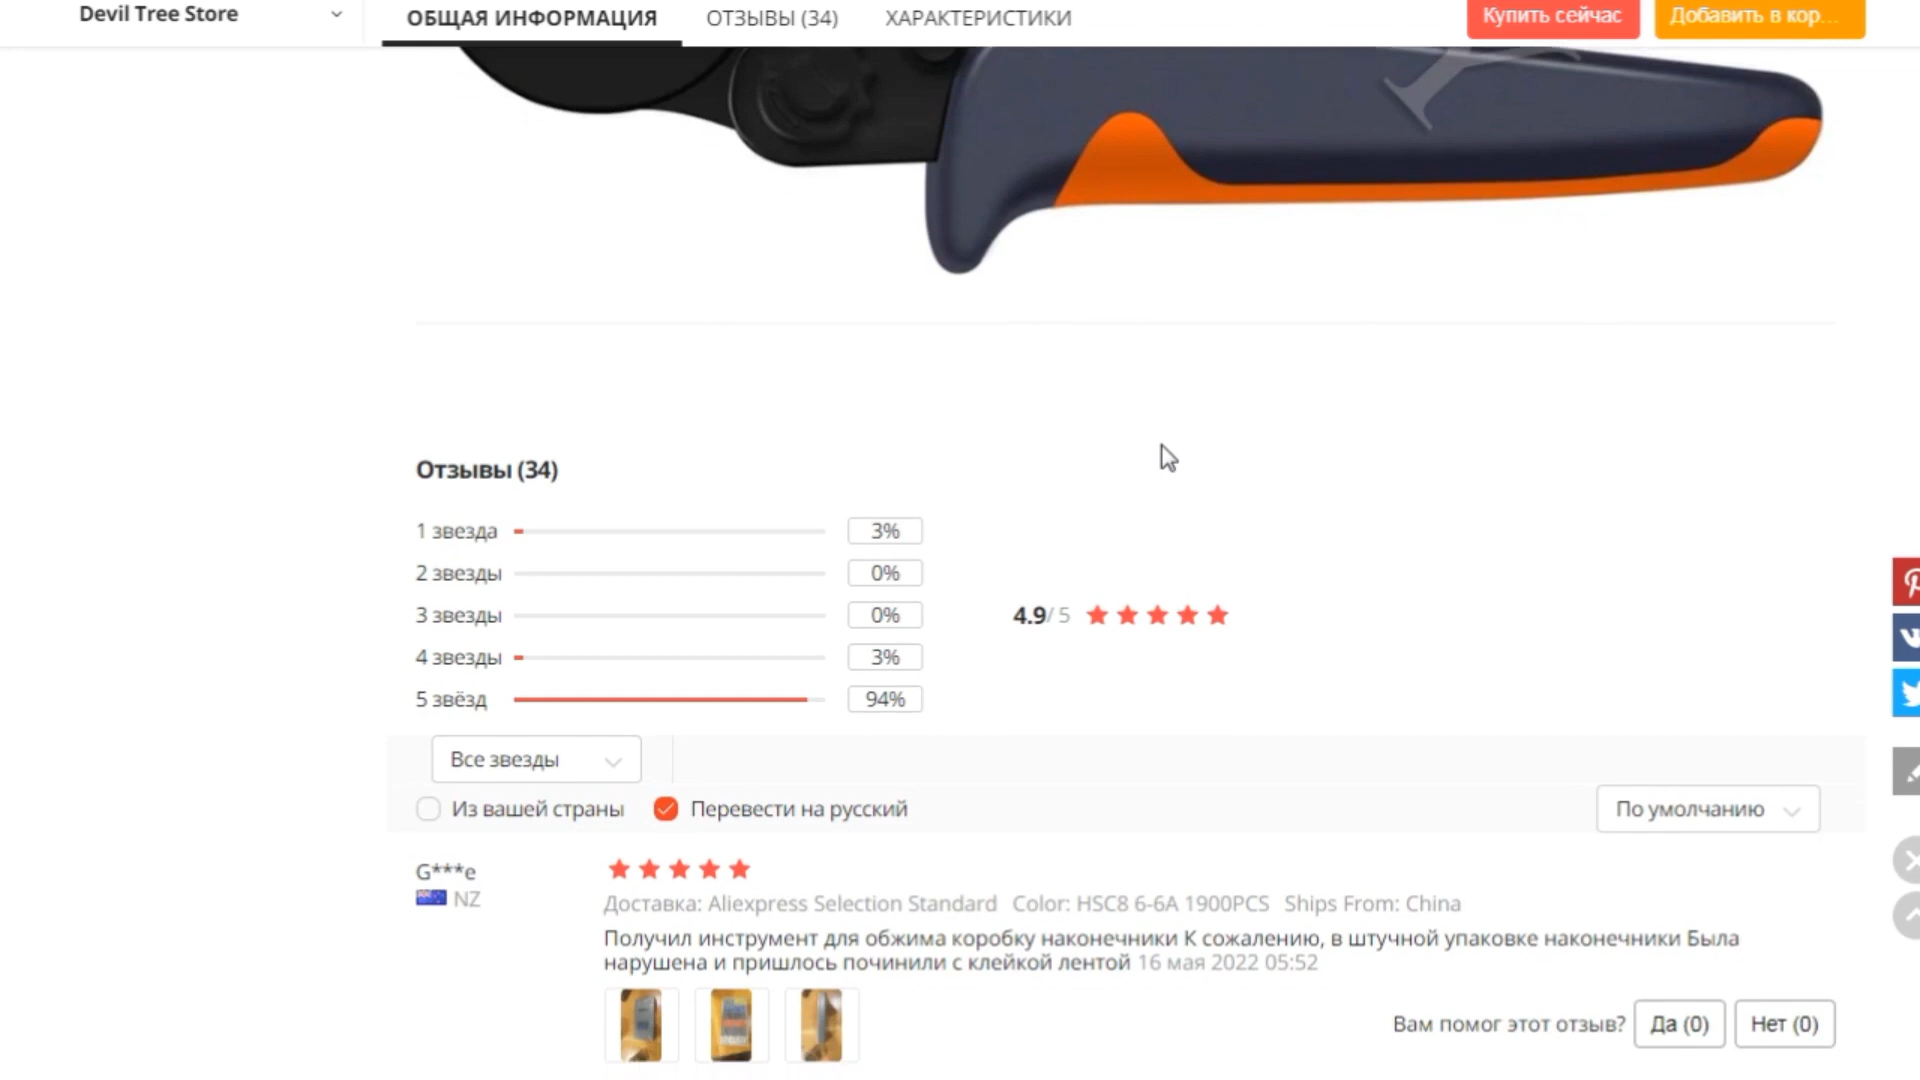 Devil Tree Store
ОБЩАЯ ИНФОРМАЦИЯ
ОТЗЫВЫ (34)
ХАРАКТЕРИСТИКИ
Купить сейчас
Добавить в кор...
Отзывы (34)
1 звезда 3%
2 звезды 0%
3 звезды 0%
4.9/ 5
4 звезды 3%
5 звёзд 94%
Все звезды
Из вашей страны
Перевести на русский
По умолчанию
G***e
NZ
Доставка: Aliexpress Selection Standard Color: HSC8 6-6A 1900PCS Ships From: China
Получил инструмент для обжима коробку наконечники К сожалению, в штучной упаковке наконечники Была
нарушена и пришлось починили с клейкой лентой 16 мая 2022 05:52
Вам помог этот отзыв? Да (0) Нет (0)